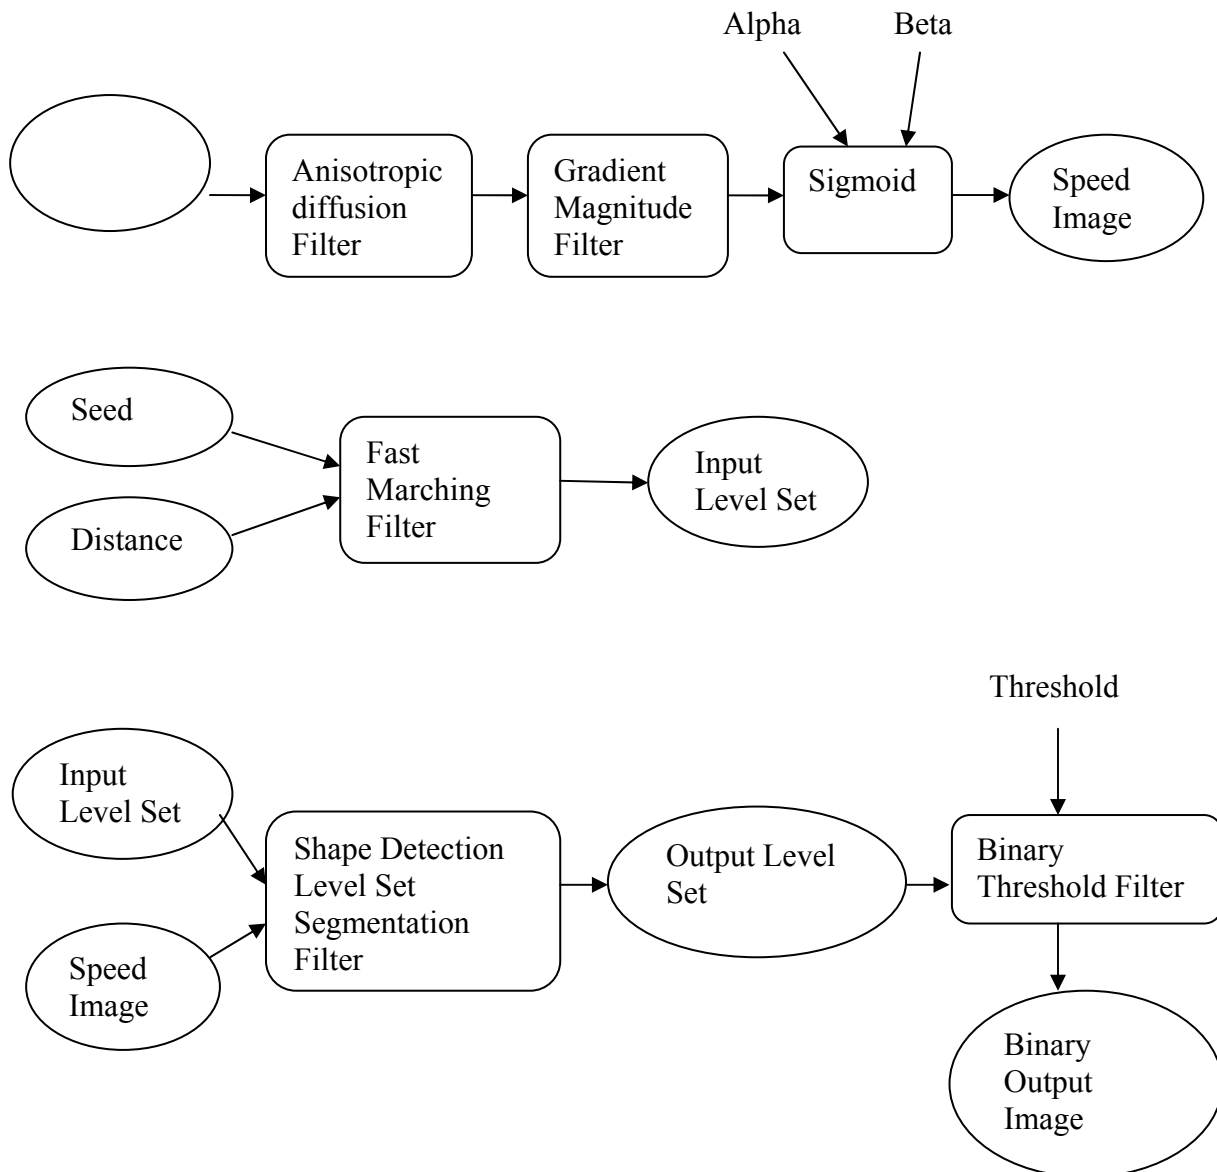 Alpha
Beta
Anisotropic
diffusion
Filter
Gradient
Magnitude
Filter
Sigmoid
Speed
Image
Seed
Distance
Fast
Marching
Filter
Input
Level Set
Threshold
Input
Level Set
Speed
Image
Shape Detection
Level Set
Segmentation
Filter
Output Level
Set
Binary
Threshold Filter
Binary
Output
Image